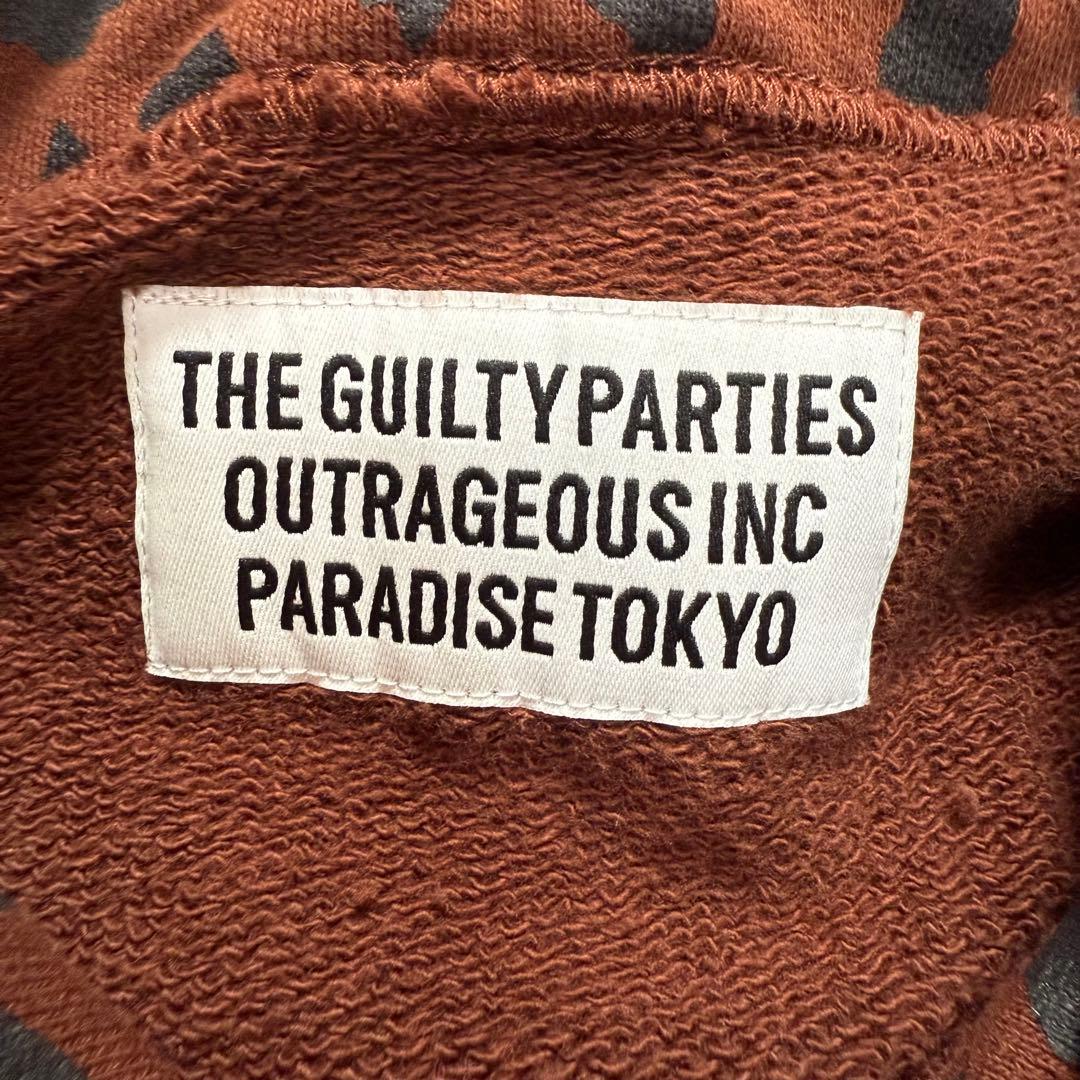 THE GUILTY PARTIES
OUTRAGEOUS INC
PARADISE TOKYO